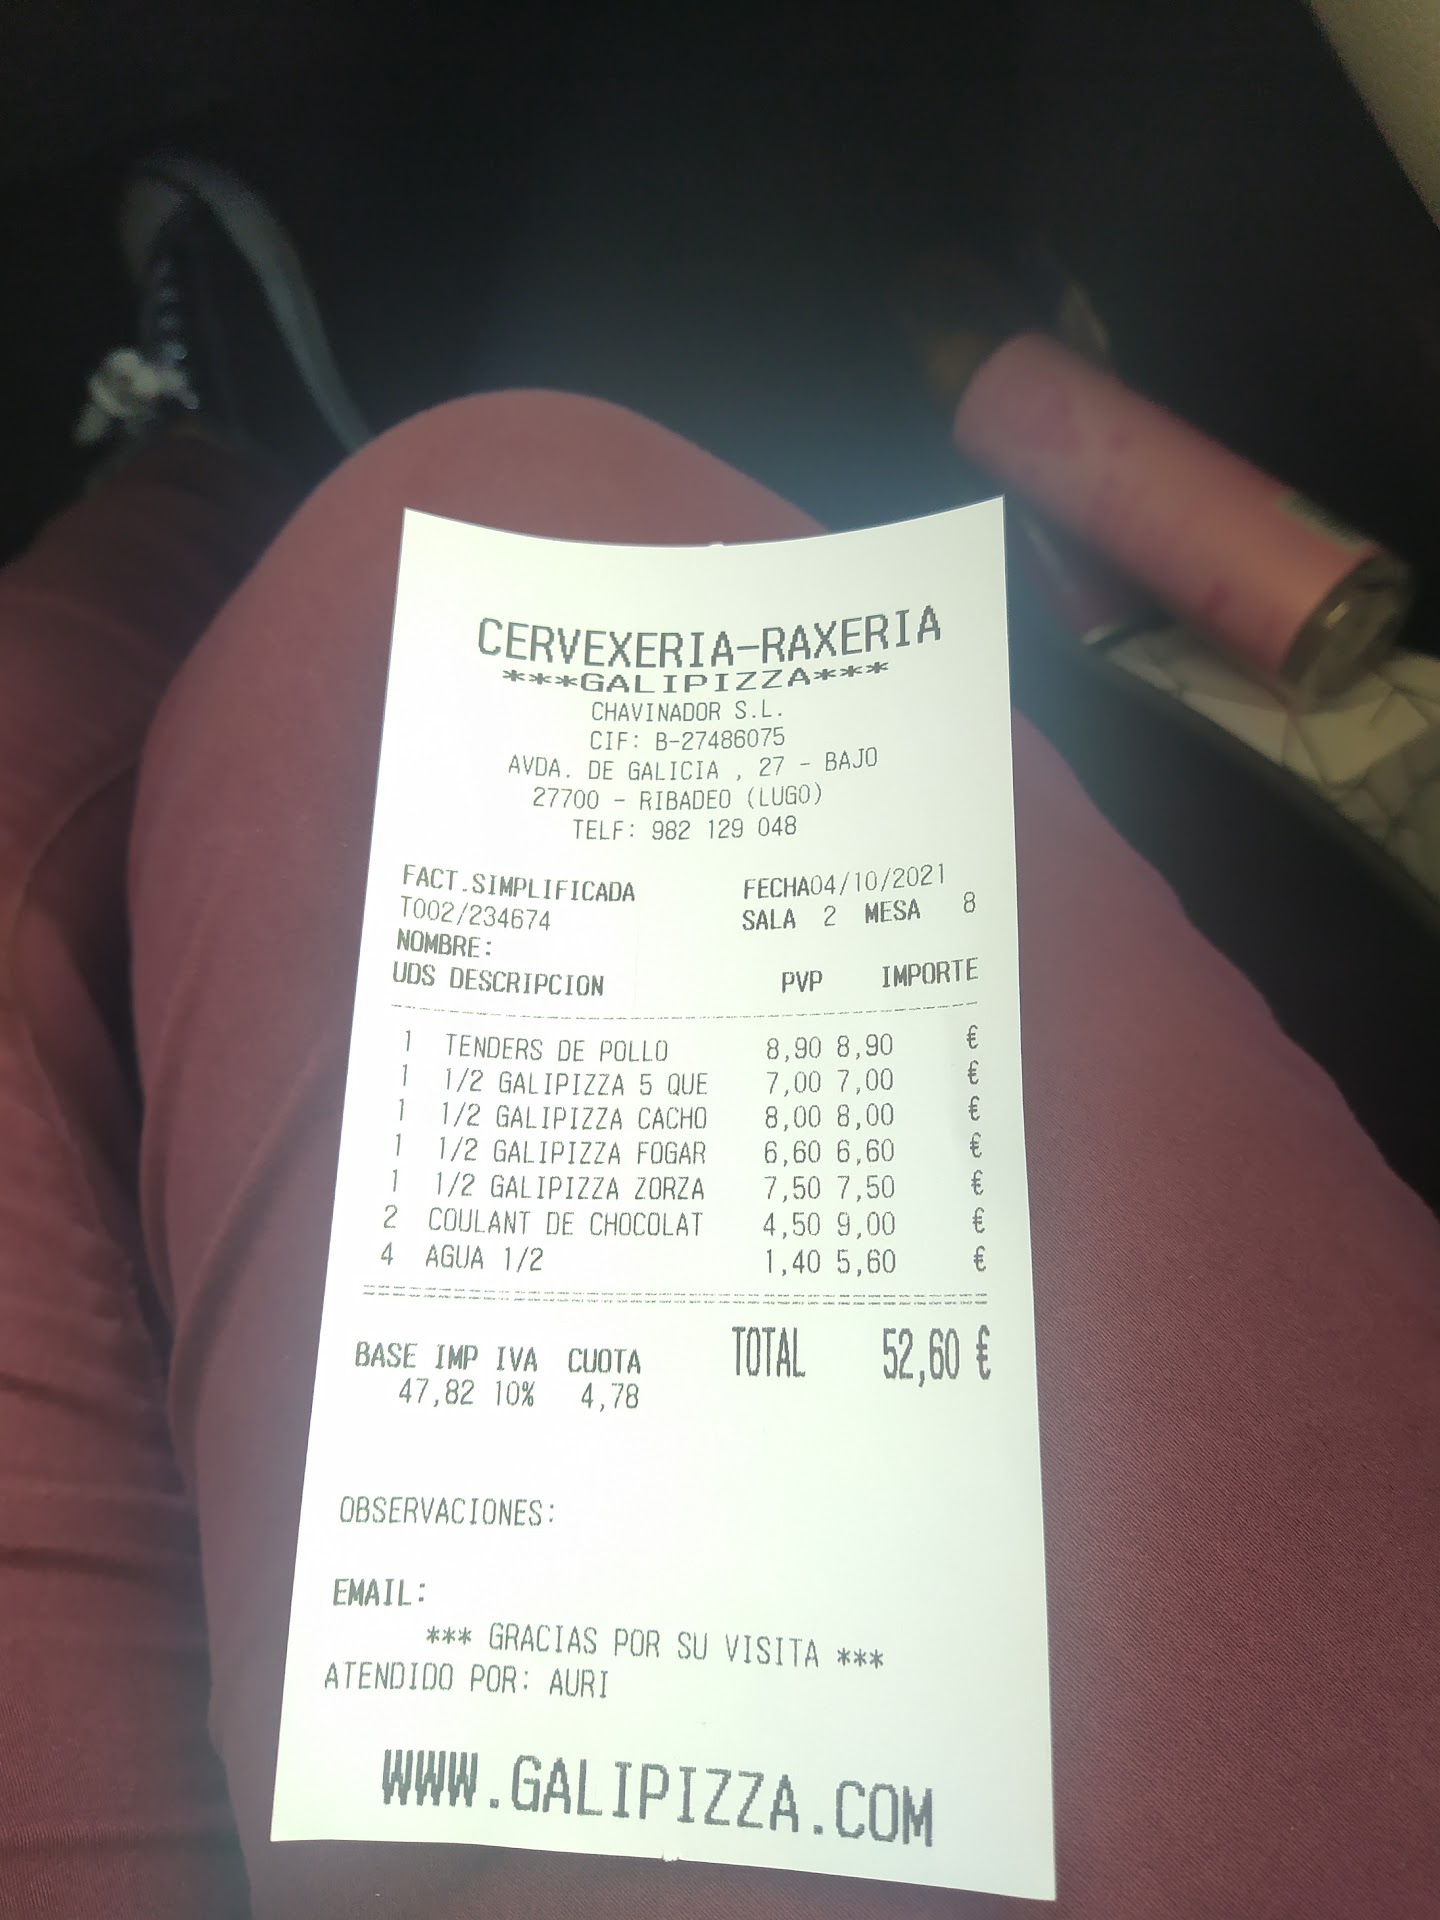 CERVEXERIA-RAXERIA
***GALIPIZZA***
CHAVINADOR S.L.
CIF: B-27486075
AVDA. DE GALICIA , 27 - BAJO
27700 - RIBADEO (LUGO)
TELF: 982 129 048
FACT.SIMPLIFICADA FECHA04/10/2021
T002/234674 SALA 2 MESA 8
NOMBRE:
UDS DESCRIPCION PVP IMPORTE
1 TENDERS DE POLLO 8,90 8,90 €
1 1/2 GALIPIZZA 5 QUE 7,00 7,00 €
1 1/2 GALIPIZZA CACHO 8,00 8,00 €
1 1/2 GALIPIZZA FOGAR 6,60 6,60 €
1 1/2 GALIPIZZA ZORZA 7,50 7,50 €
2 COULANT DE CHOCOLAT 4,50 9,00 €
4 AGUA 1/2 1,40 5,60 €
TOTAL 52,60 €
BASE IMP IVA CUOTA
47,82 10% 4,78
OBSERVACIONES:
EMAIL:
*** GRACIAS POR SU VISITA ***
ATENDIDO POR: AURI
WWW.GALIPIZZA.COM